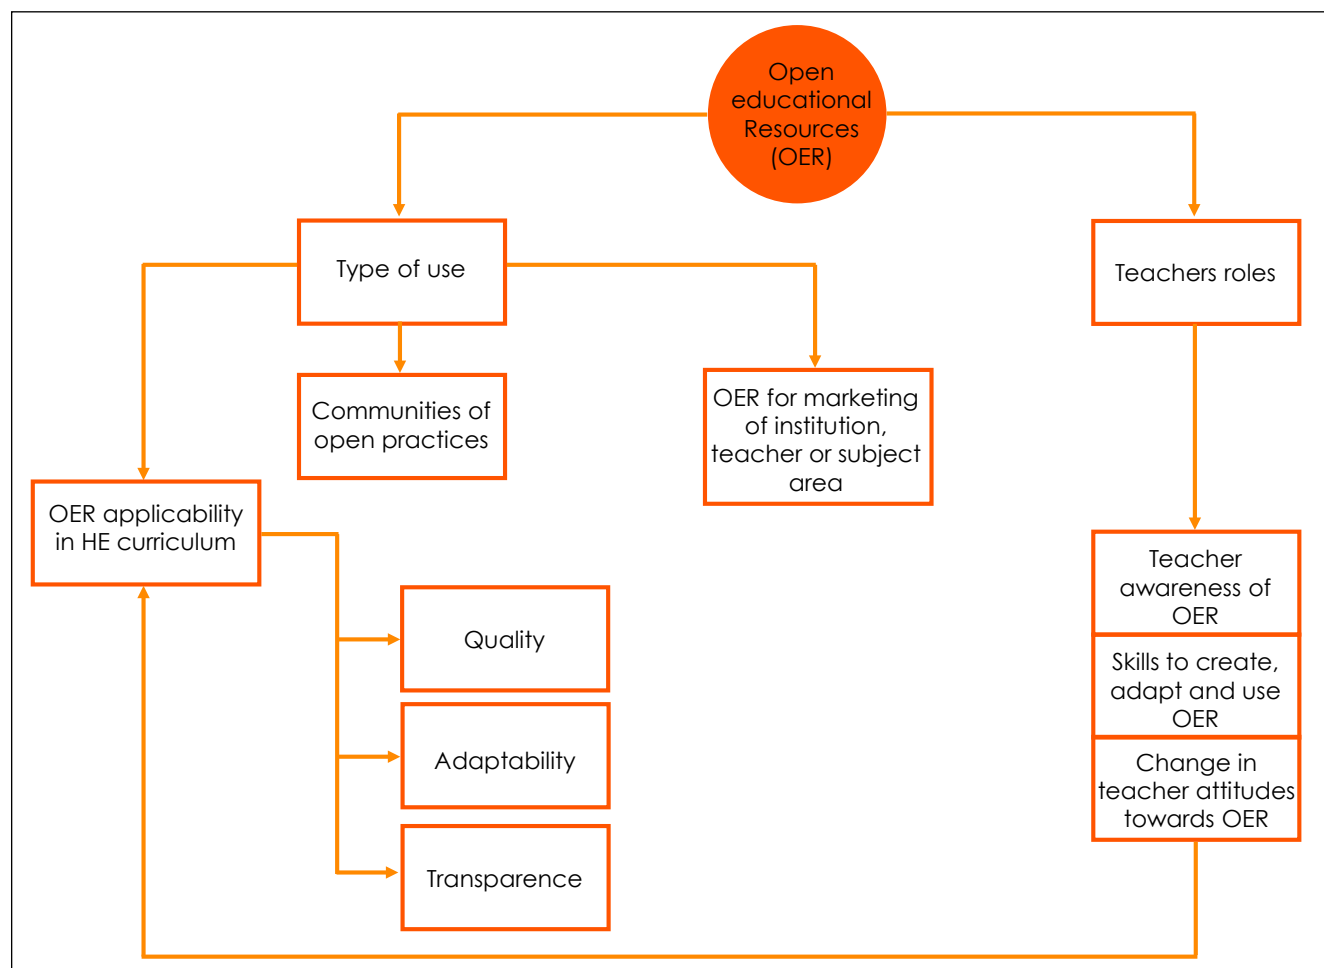 Open
educational
Resources
(OER)
Type of use
Teachers roles
Communities of
open practices
OER for marketing
of institution,
teacher or subject
area
OER applicability
in HE curriculum
Teacher
awareness of
OER
Skills to create,
adapt and use
OER
Change in
teacher attitudes
towards OER
Quality
Adaptability
Transparence